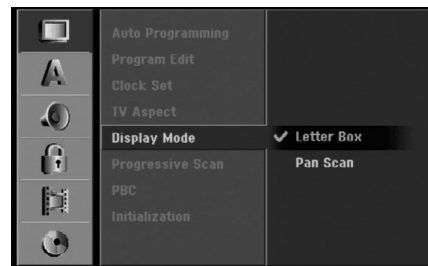 Auto Programming
Program Edit
Clock Set
TV Aspect
Display Mode
✔ Letter Box
Progressive Scan
Pan Scan
PBC
Initialization